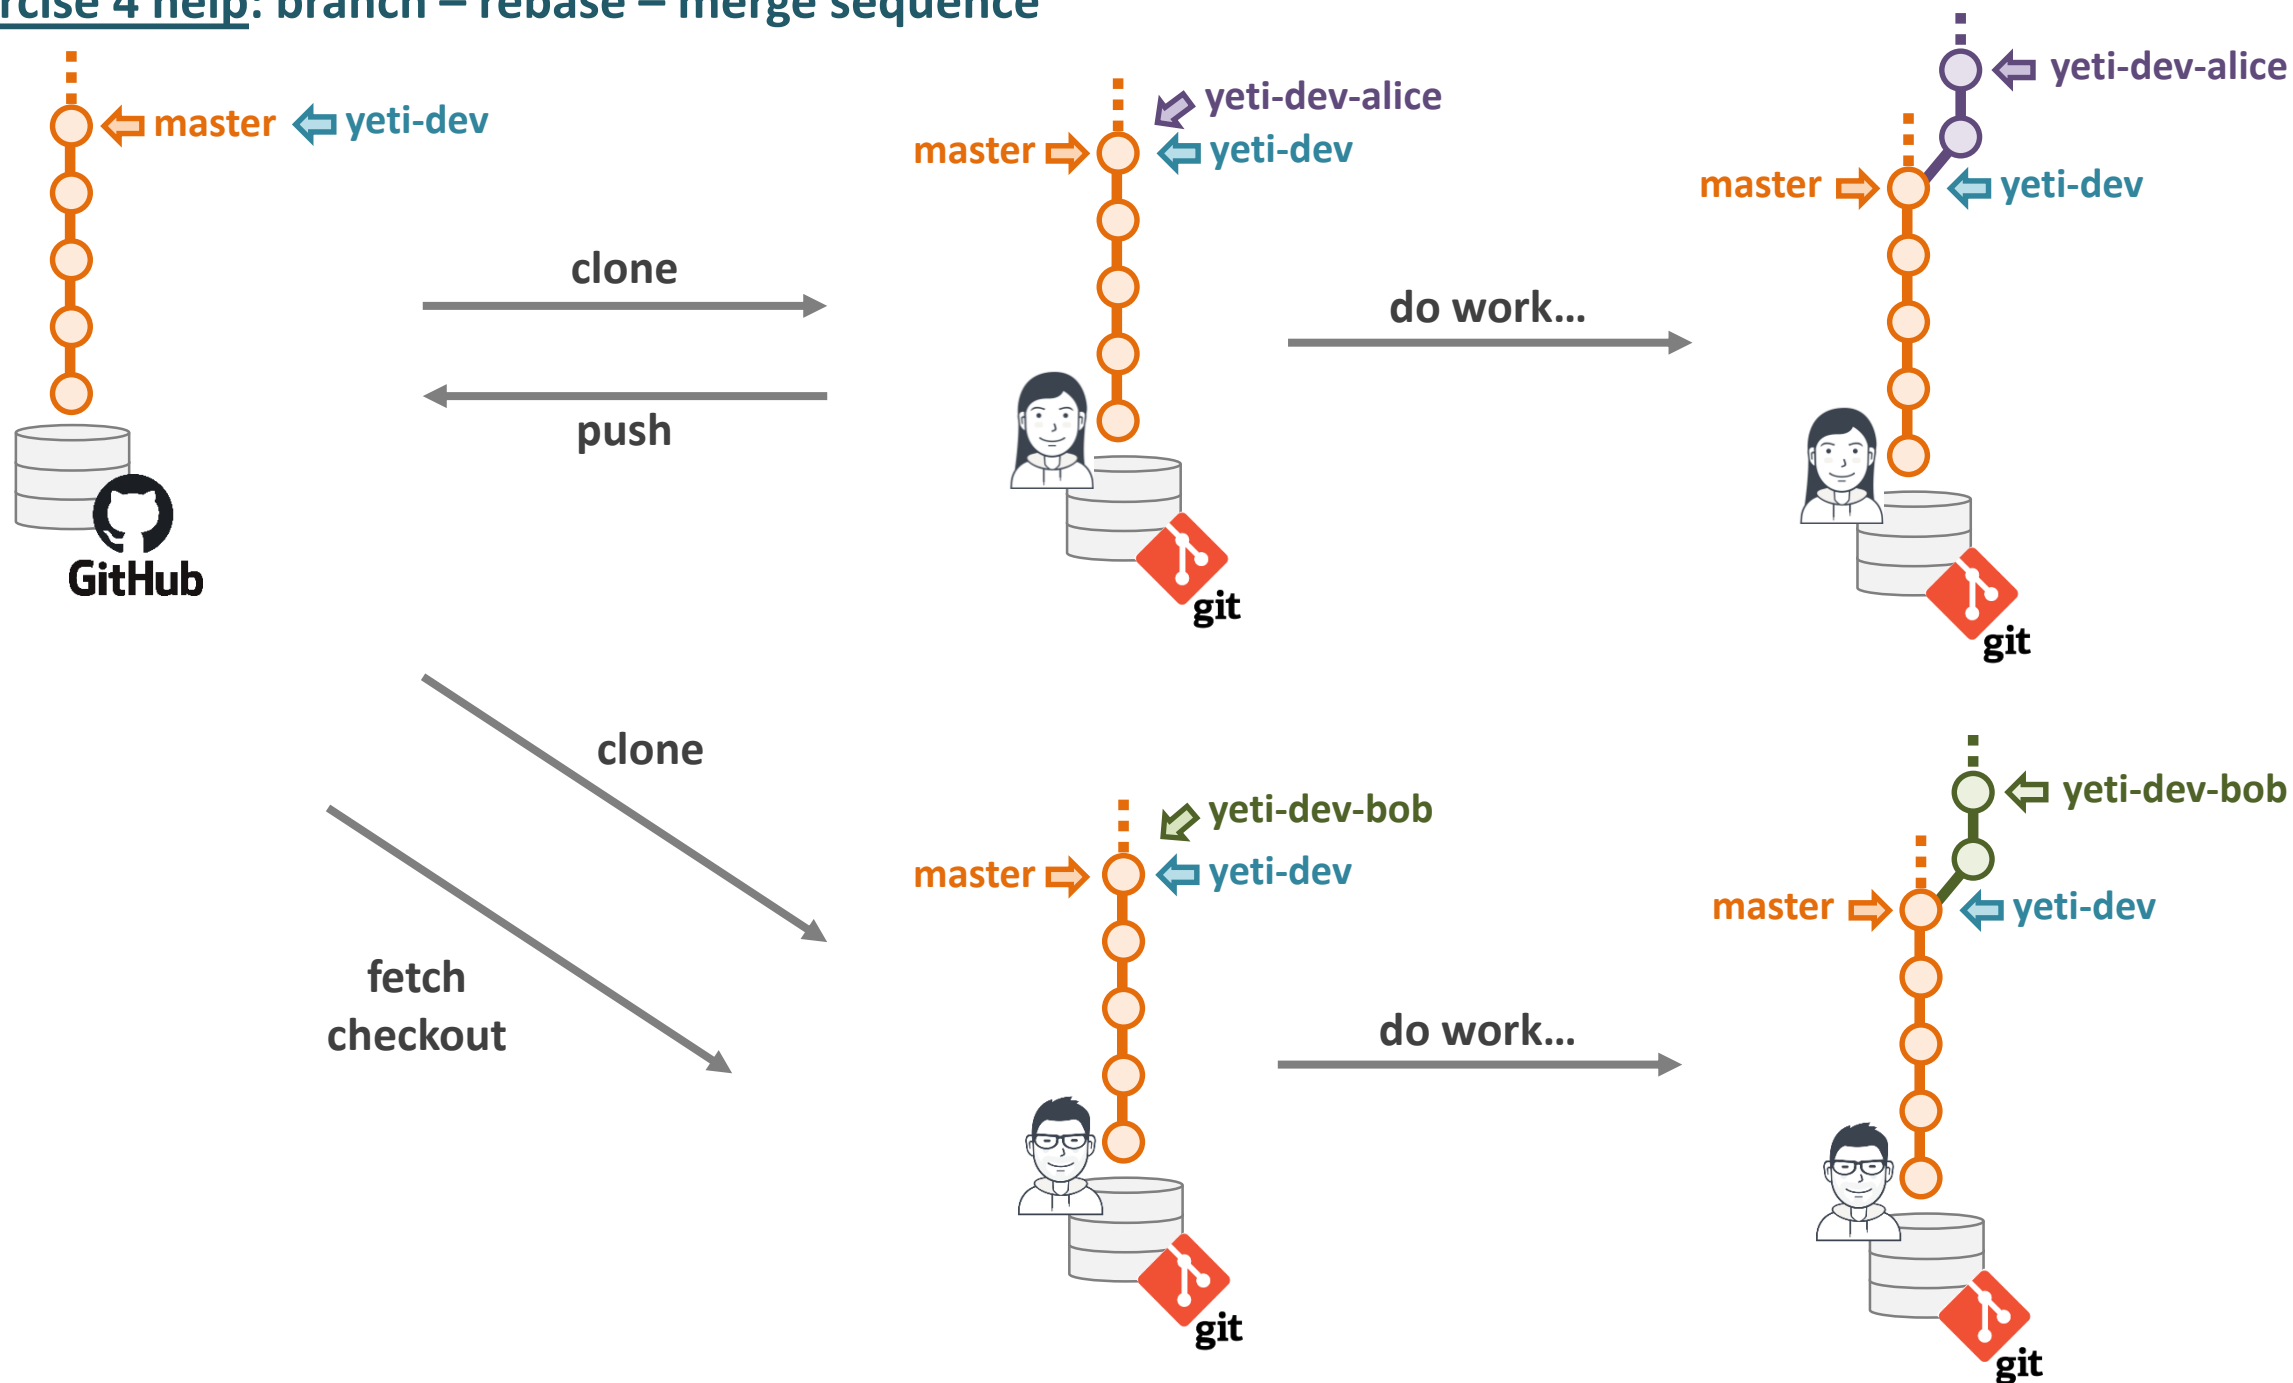 rcise 4 help: branch – rebase – merge sequence
master
yeti-dev
GitHub
clone
push
yeti-dev-alice
master
yeti-dev
git
do work...
yeti-dev-alice
master
yeti-dev
git
clone
fetch
checkout
yeti-dev-bob
master
yeti-dev
git
do work...
yeti-dev-bob
master
yeti-dev
git